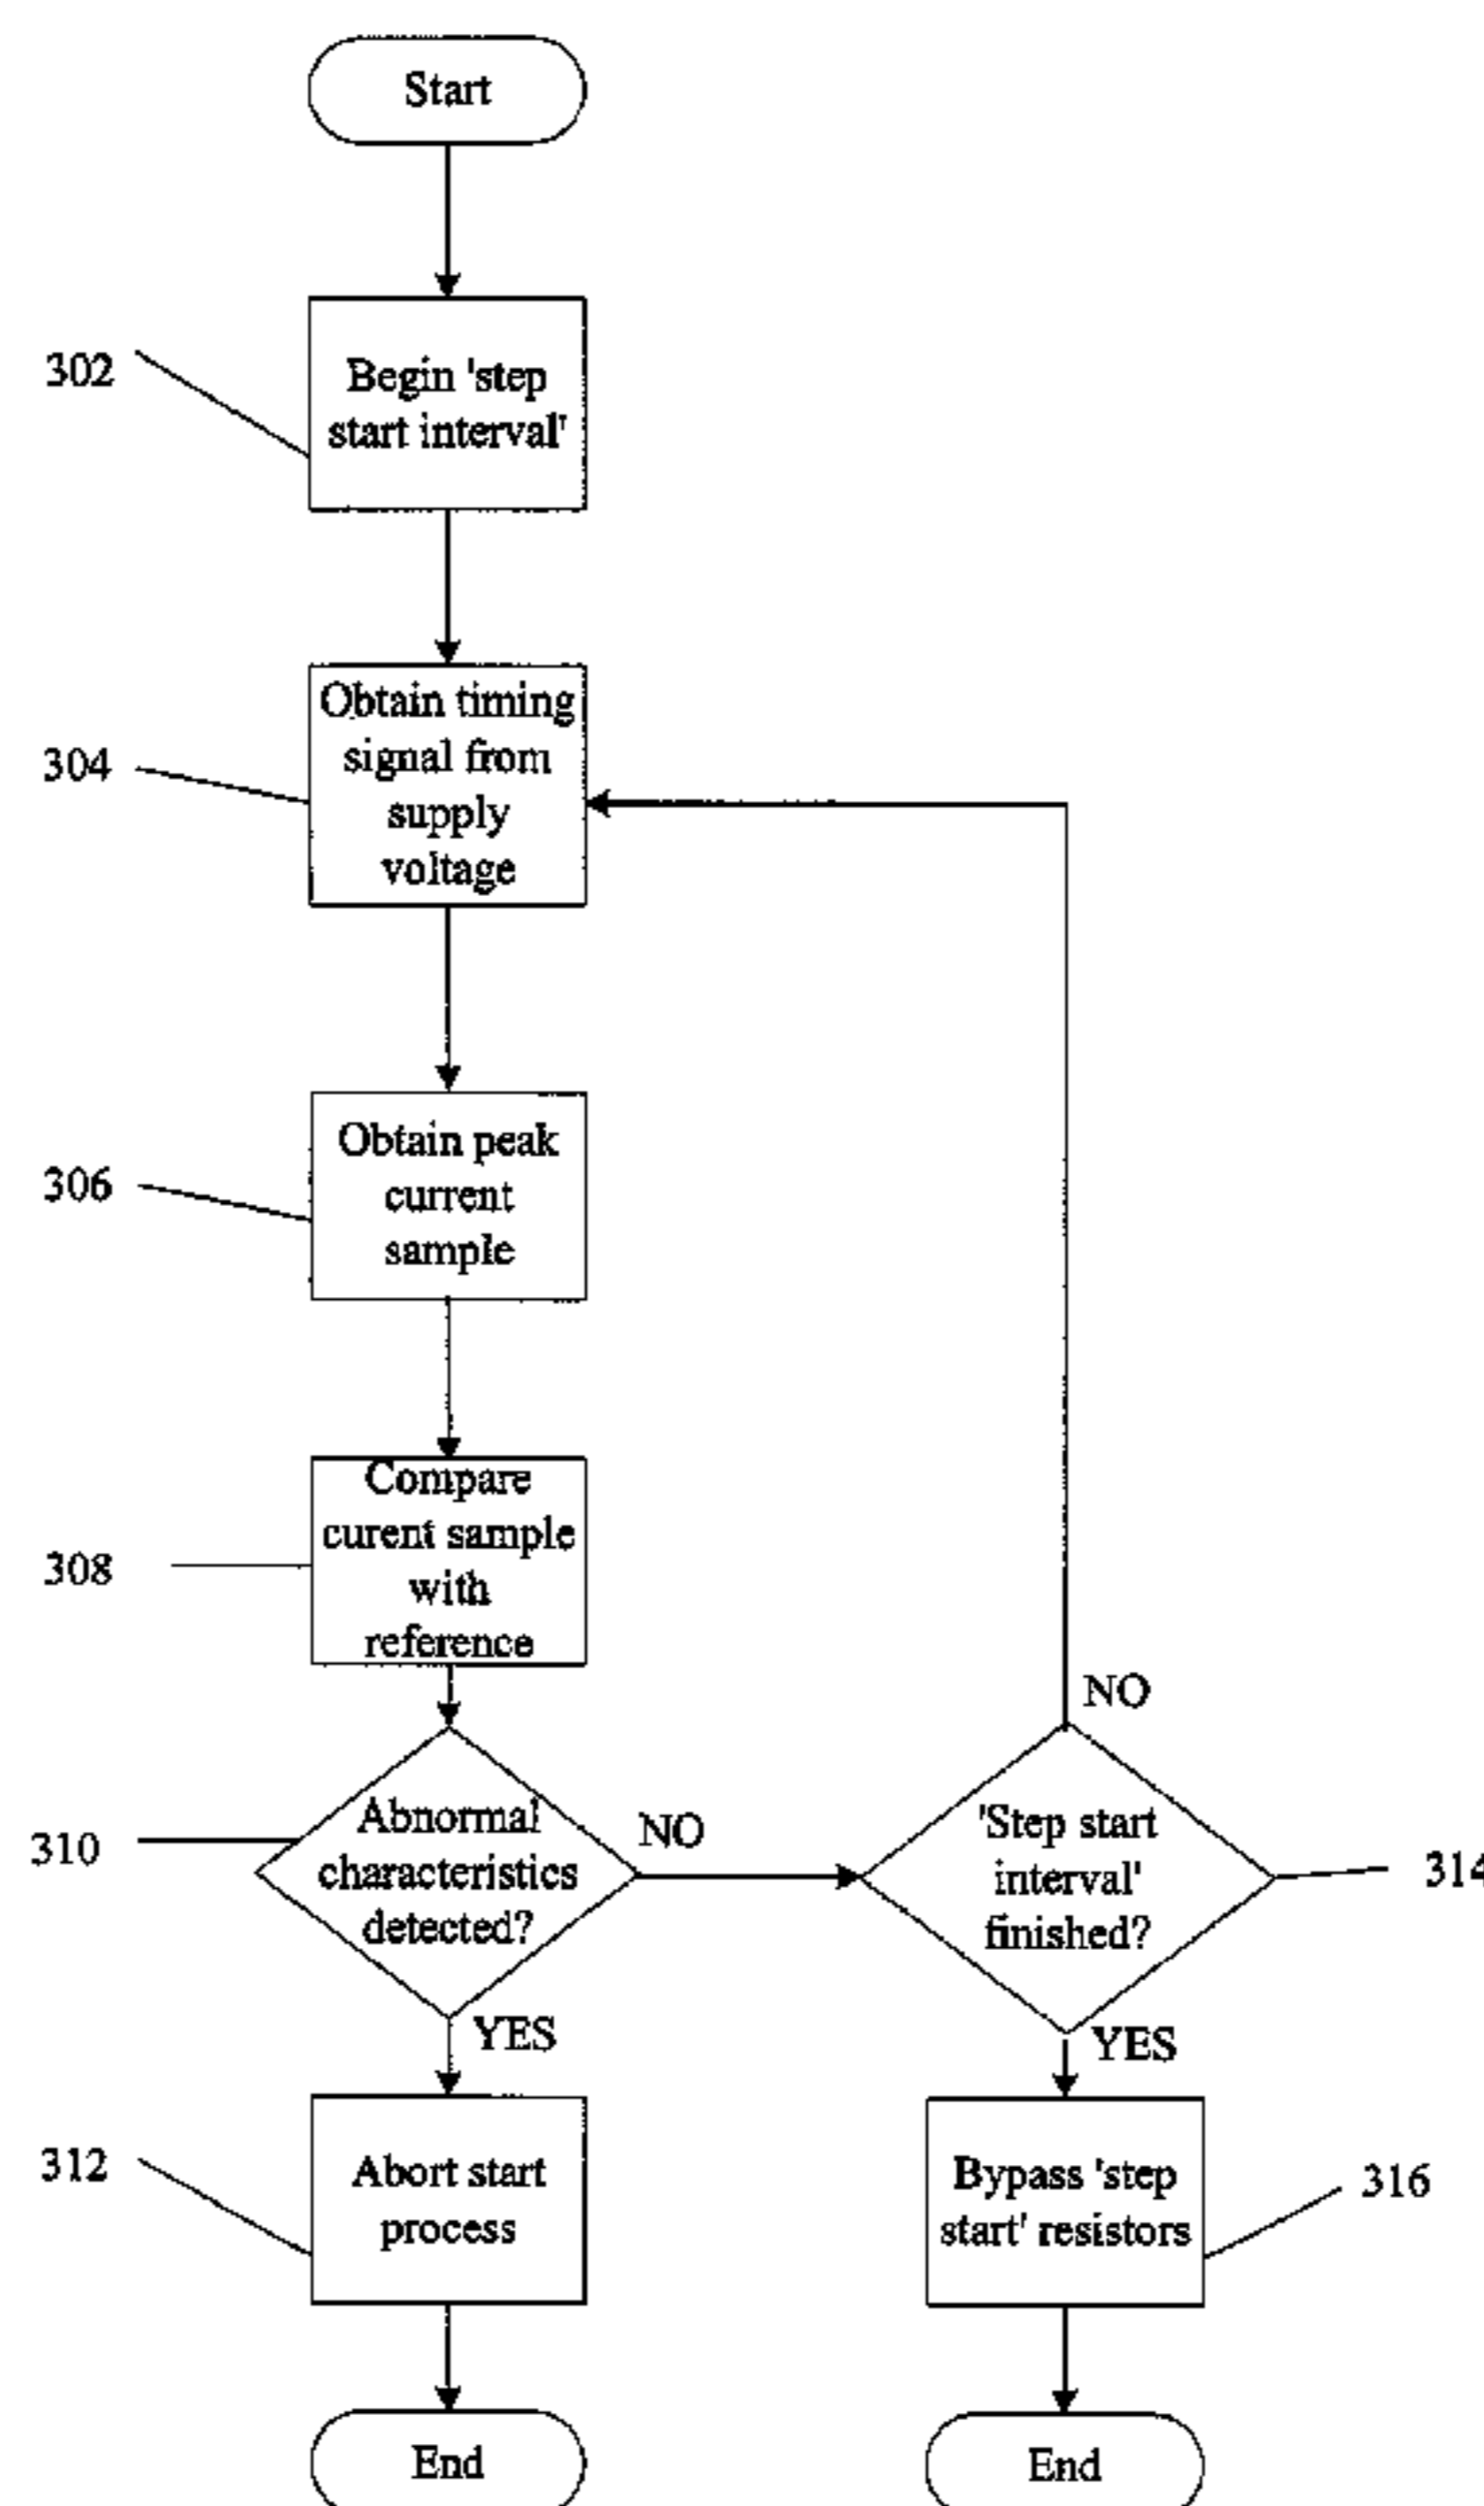 Start
302
Begin 'step
start interval'
304
Obtain timing
signal from
supply
voltage
306
Obtain peak
current
sample
308
Compare
curent sample
with
reference
310
Abnormal
characteristics
detected?
NO
YES
NO
'Step start
interval'
finished?
314
YES
312
Abort start
process
Bypass 'step
start' resistors
316
End
End